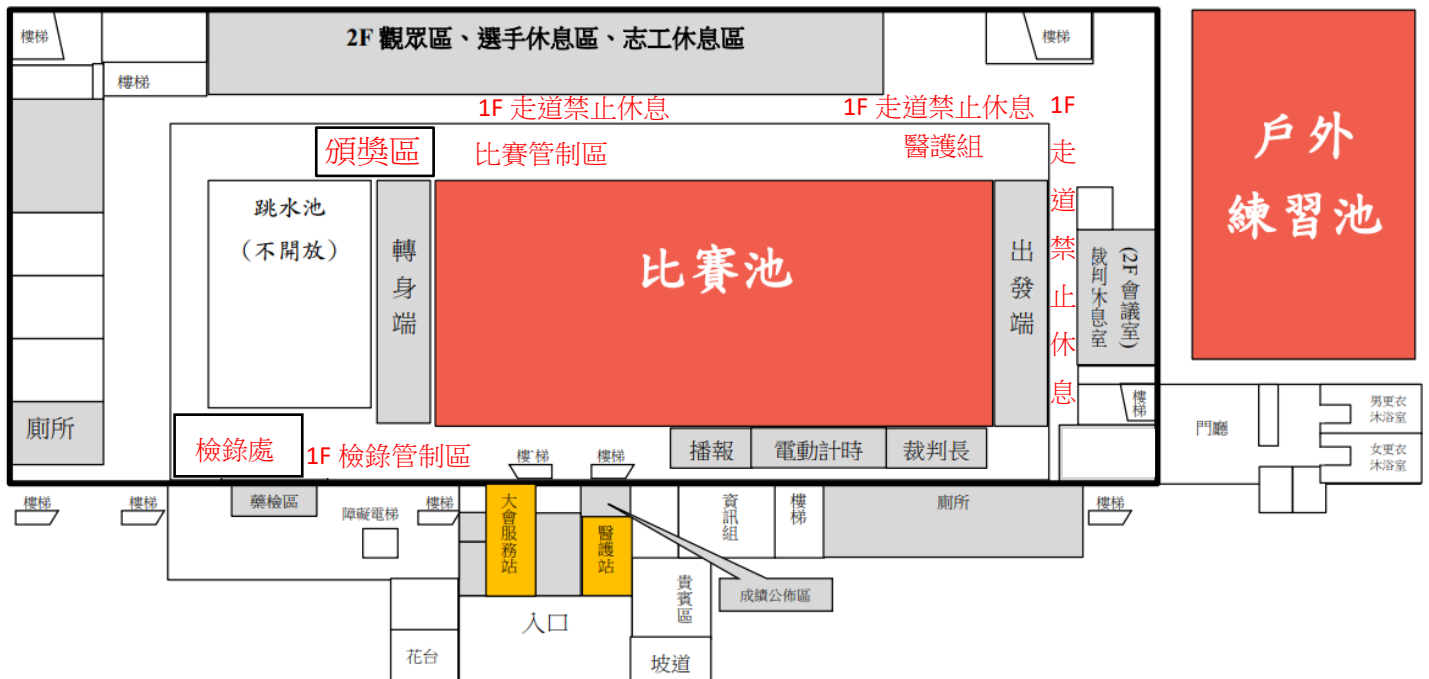 樓梯
2F 觀眾區、選手休息區、志工休息區
樓梯
樓梯
1F 走道禁止休息
1F 走道禁止休息
1F走道禁止休息
頒獎區
比賽管制區
醫護組
戶外
練習池
跳水池
（不開放）
轉身端
比賽池
出發端
(2F 會議室)
裁判休息室
廁所
檢錄處
1F 檢錄管制區
樓梯
樓梯
播報
電動計時
裁判長
樓梯
門廳
男更衣
沐浴室
女更衣
沐浴室
樓梯
樓梯
藥檢區
障礙電梯
樓梯
大會服務站
醫護站
資訊組
樓梯
廁所
樓梯
成績公佈區
貴賓區
入口
花台
坡道